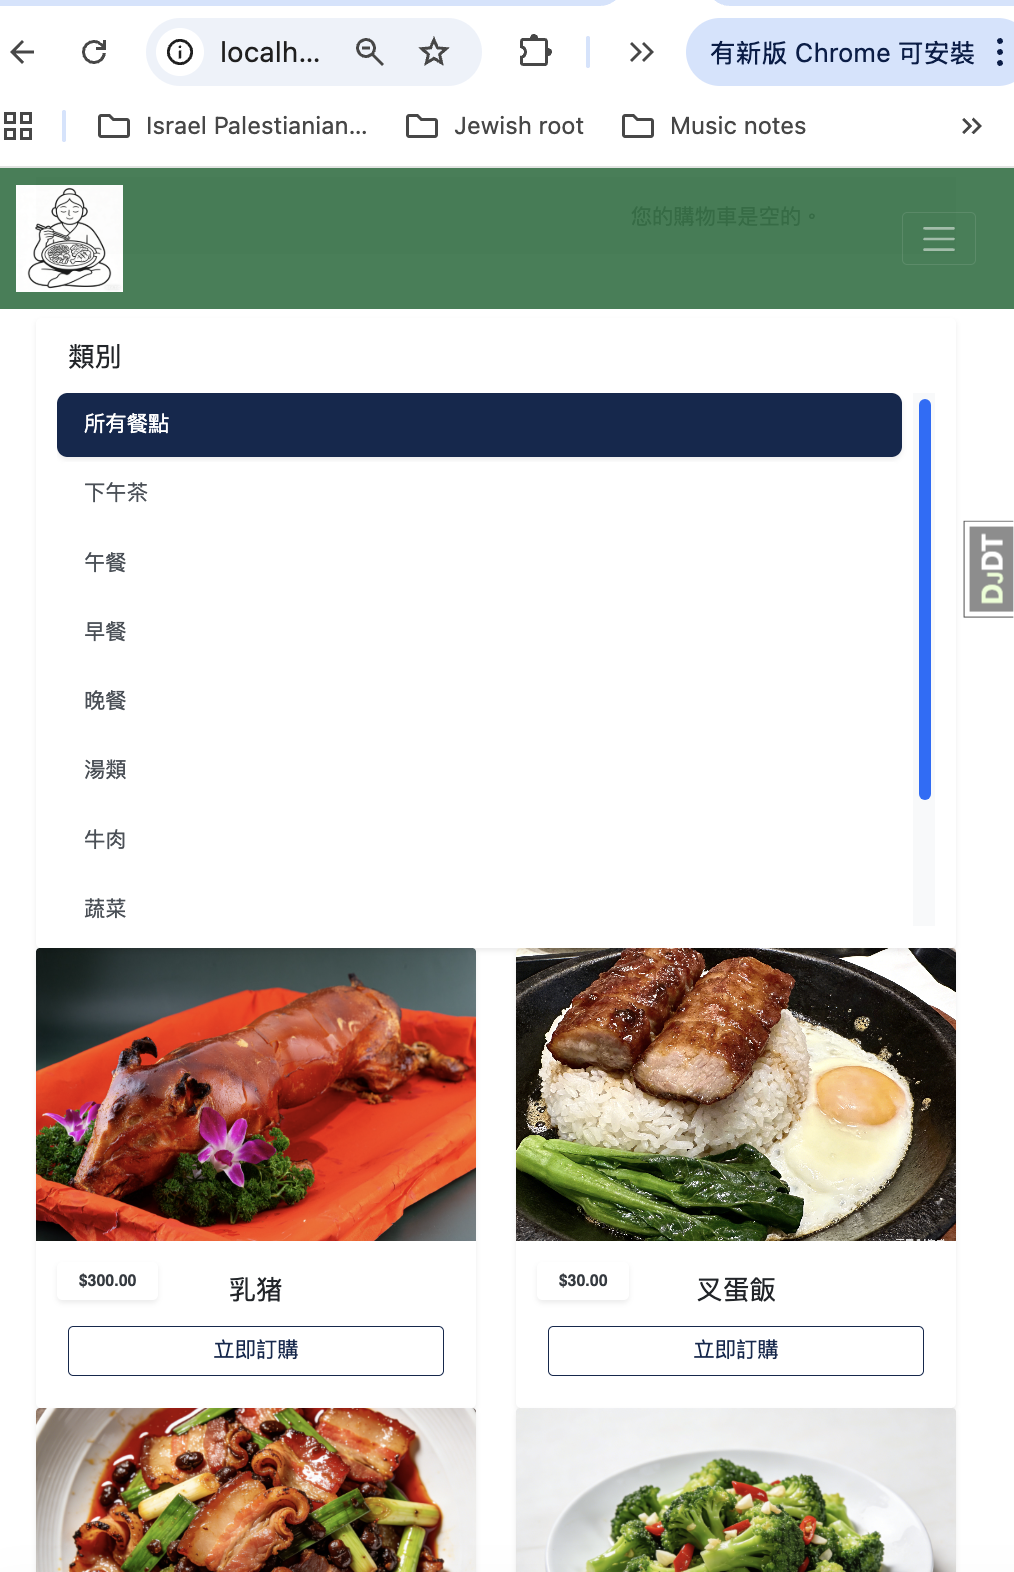 localh...
有新版 Chrome 可安裝
Israel Palestianian...
Jewish root
Music notes
您的購物車是空的。
類別
所有餐點
下午茶
午餐
早餐
晚餐
湯類
牛肉
蔬菜
DJDT
$300.00
乳猪
立即訂購
$30.00
叉蛋飯
立即訂購